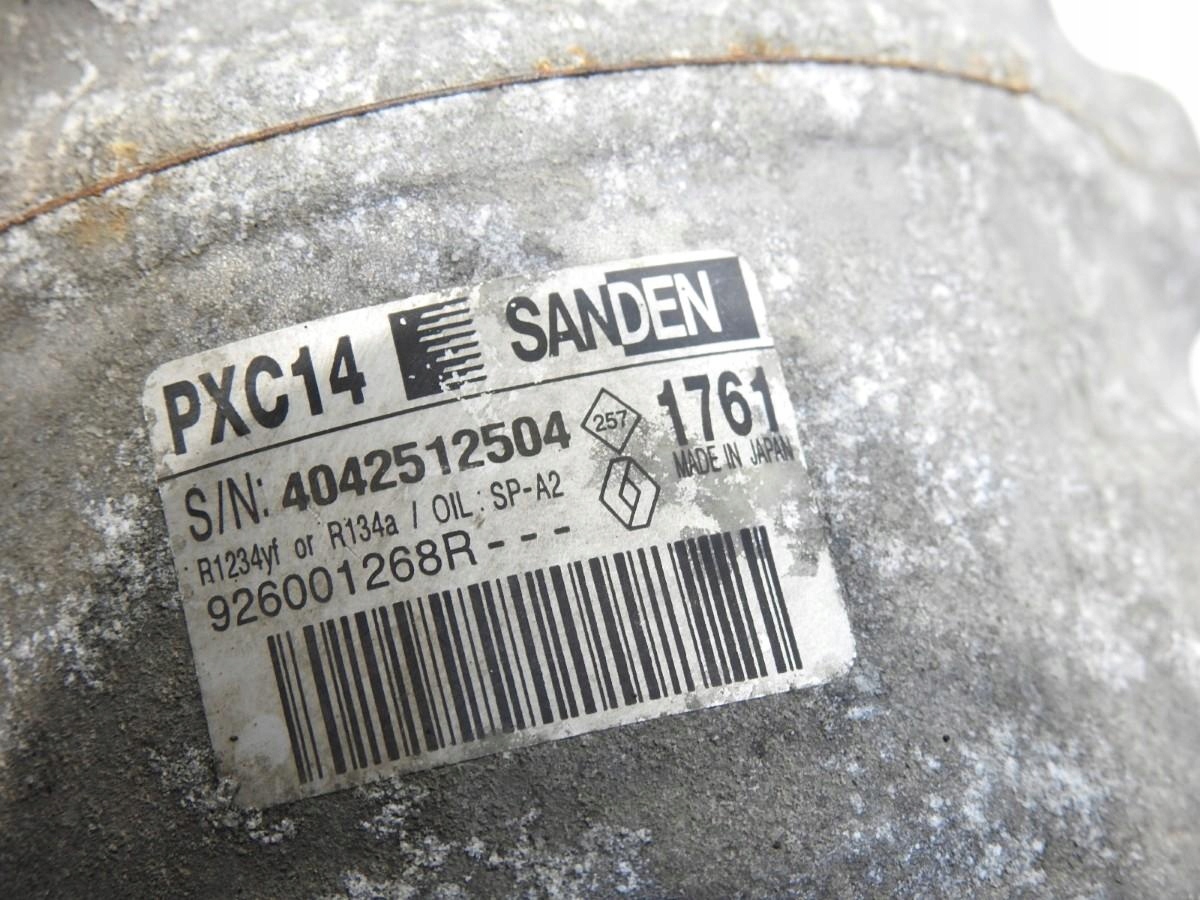 PXC14 SANDEN
S/N: 4042512504 257 1761
MADE IN JAPAN
R1234yf or R134a / OIL : SP-A2
926001268R---